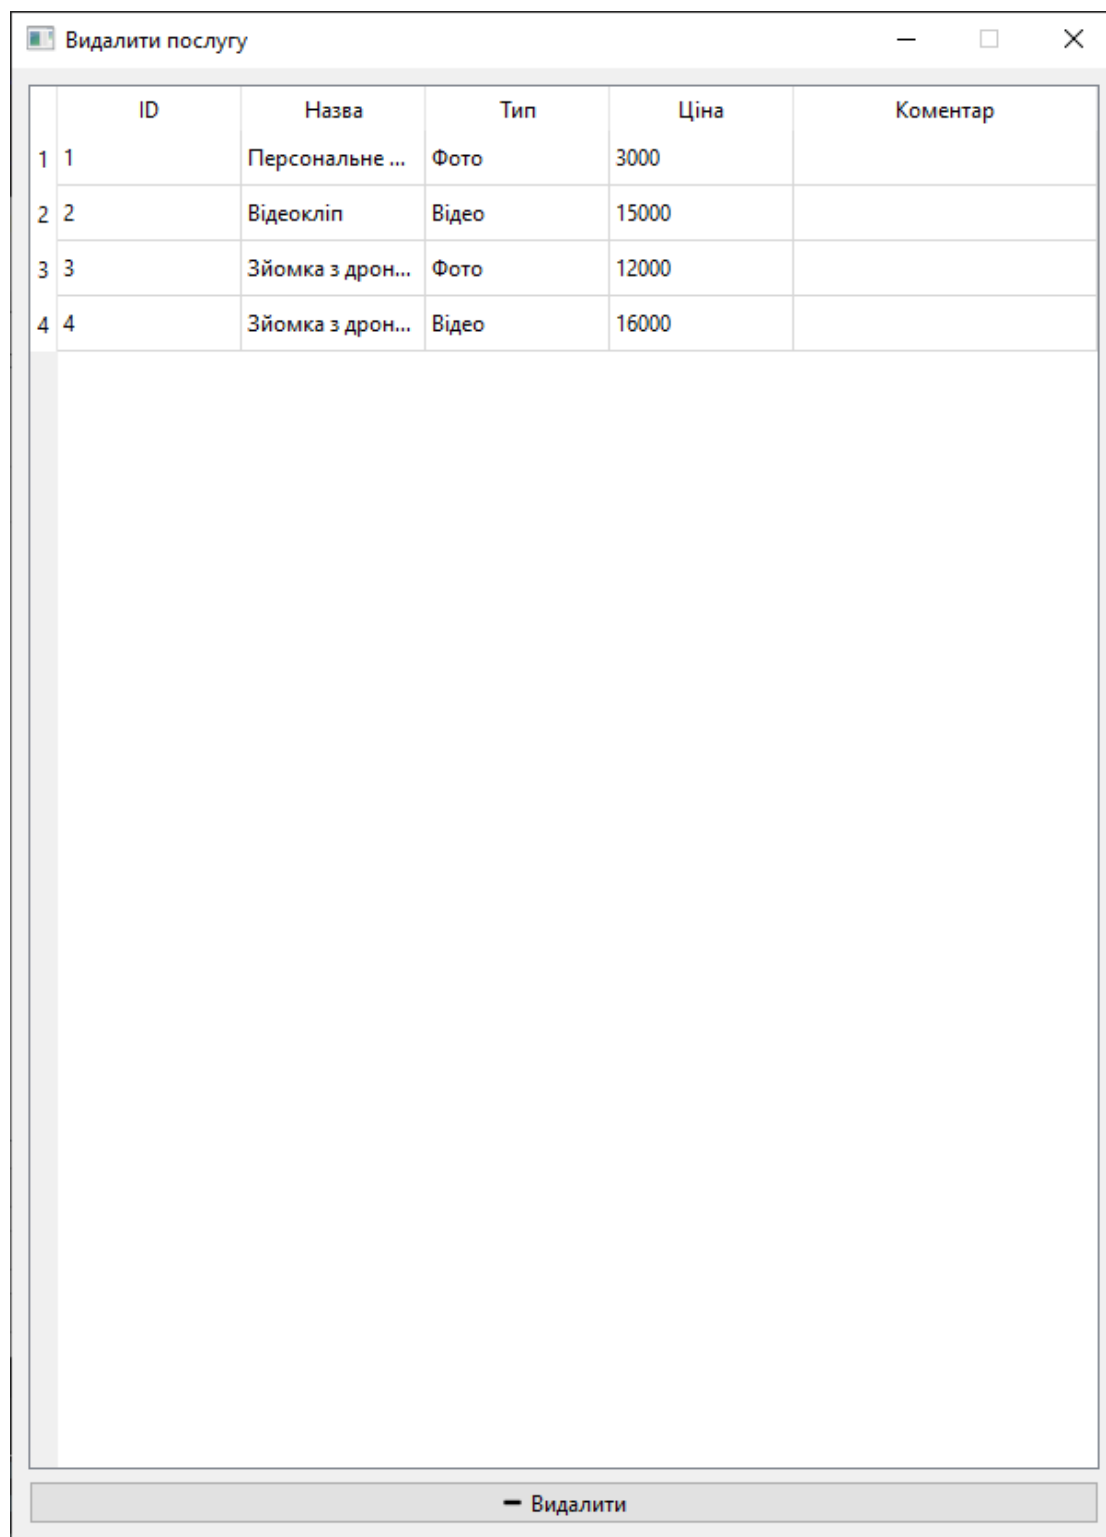 Видалити послугу
ID Назва Тип Ціна Коментар
1 1 Персональне ... Фото 3000
2 2 Відеокліп Відео 15000
3 3 Зйомка з дрон... Фото 12000
4 4 Зйомка з дрон... Відео 16000
Видалити